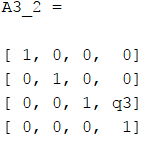 A3_2 =
[ 1, 0, 0, 0]
[ 0, 1, 0, 0]
[ 0, 0, 1, q3]
[ 0, 0, 0, 1]